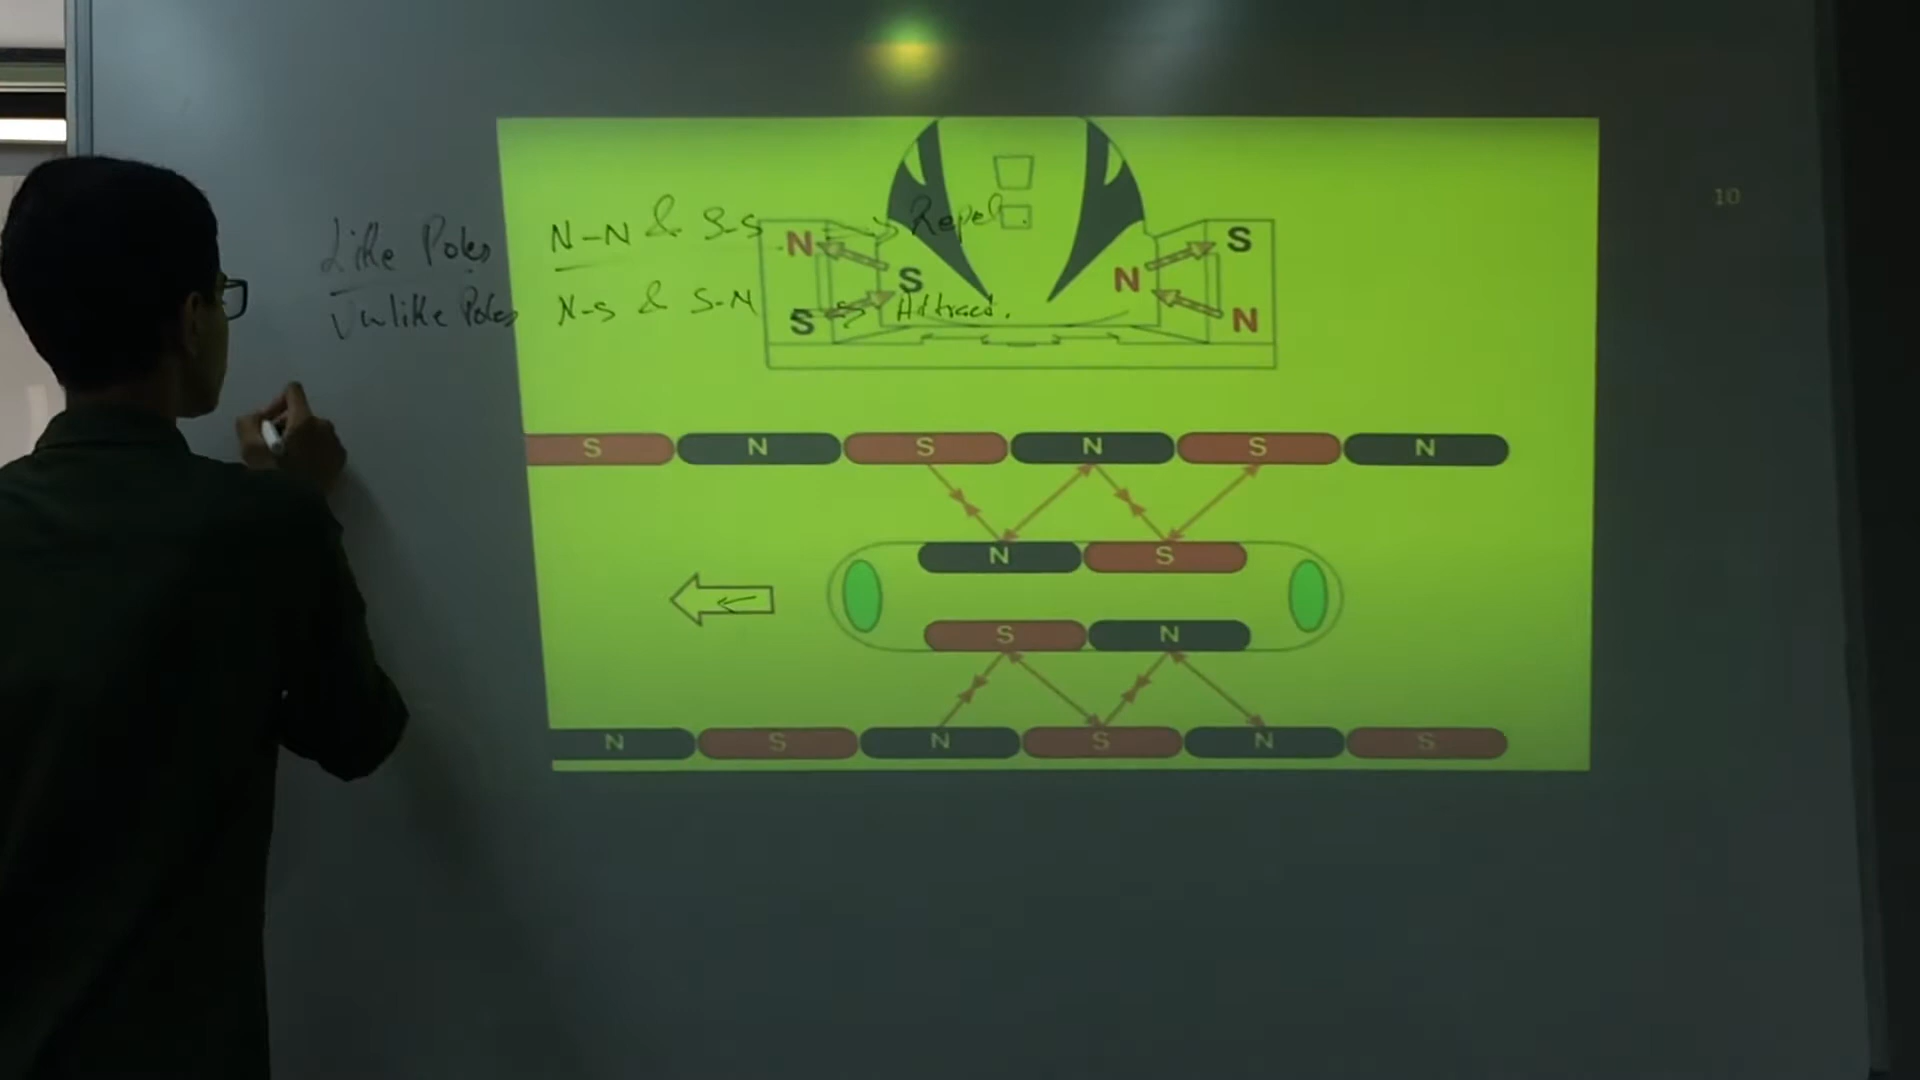 10
Like Poles N-N & S-S → Repel.
N S
S N
Unlike Poles N-S & S-N → Attract.
S N
S N S N S N
N S
S N
N S N S N S